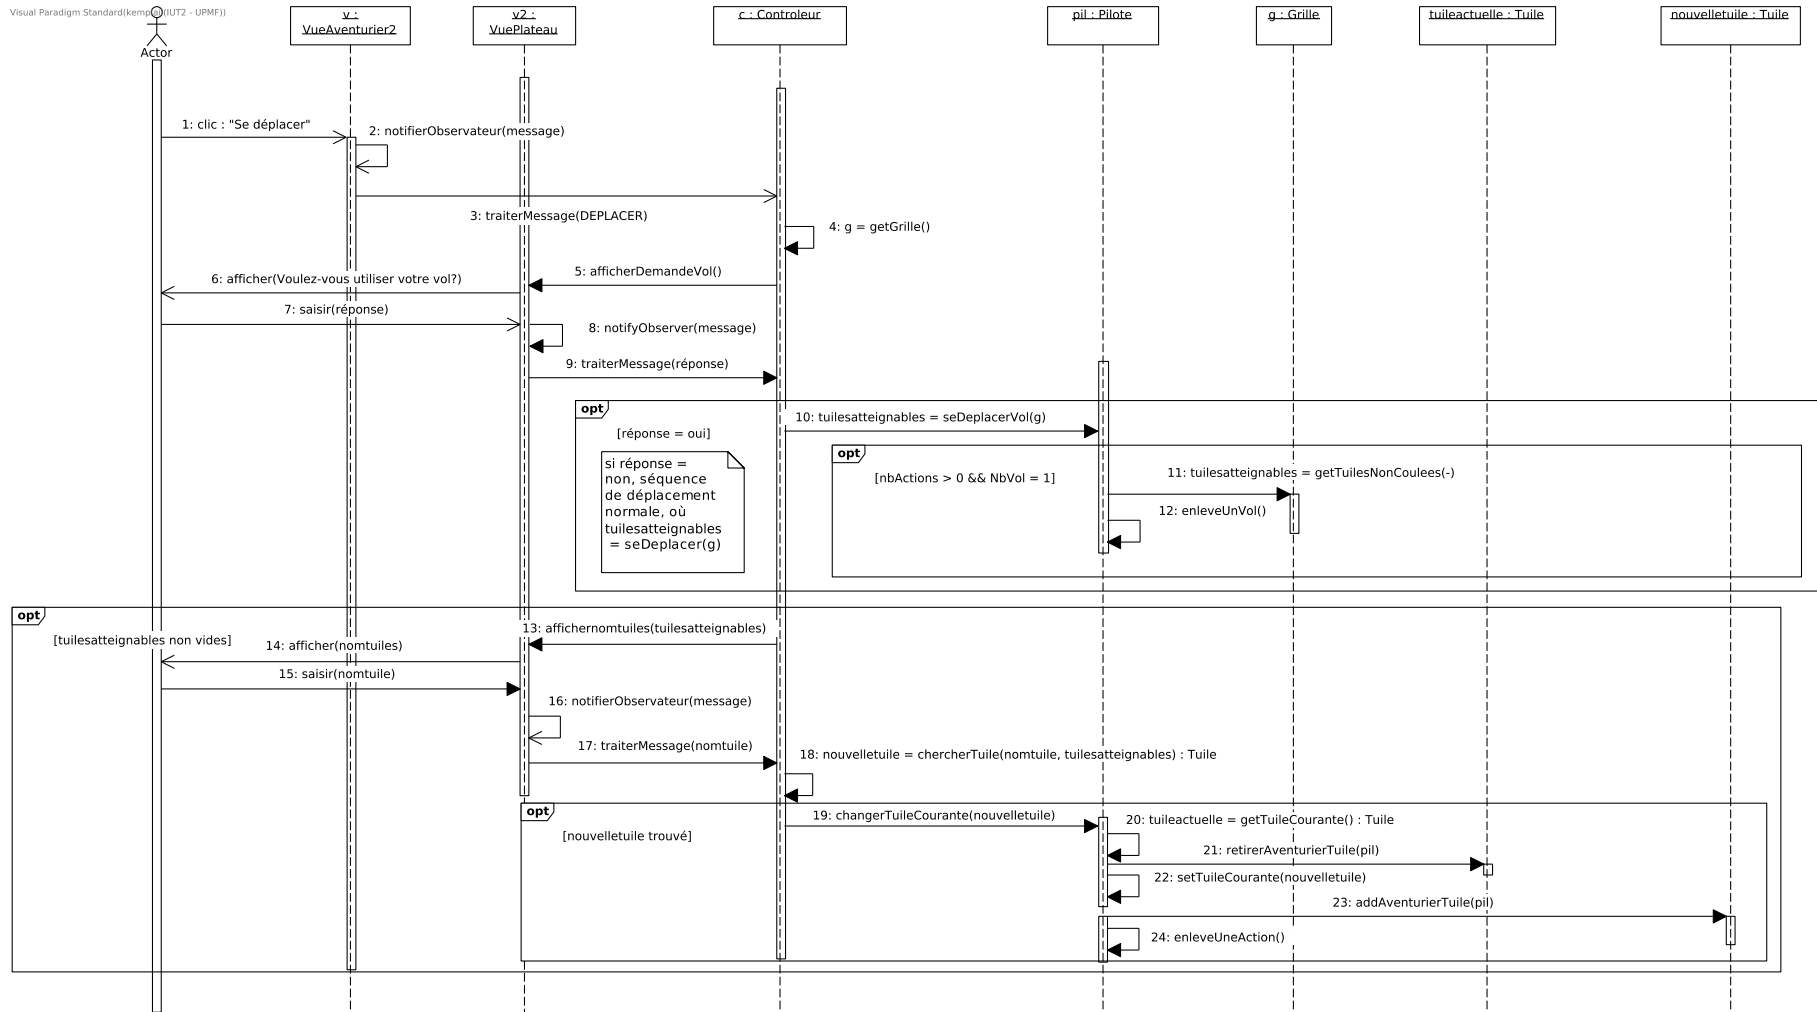 Visual Paradigm Standard(kemplai(IUT2 - UPMF))
Actor
v :
VueAventurier2
v2 :
VuePlateau
c : Controleur
pil : Pilote
g : Grille
tuileactuelle : Tuile
nouvelletuile : Tuile
1: clic : "Se déplacer"
2: notifierObservateur(message)
3: traiterMessage(DEPLACER)
4: g = getGrille()
5: afficherDemandeVol()
6: afficher(Voulez-vous utiliser votre vol?)
7: saisir(réponse)
8: notifyObserver(message)
9: traiterMessage(réponse)
opt
[réponse = oui]
10: tuilesatteignables = seDeplacerVol(g)
si réponse =
non, séquence
de déplacement
normale, où
tuilesatteignables
= seDeplacer(g)
opt
[nbActions > 0 && NbVol = 1]
11: tuilesatteignables = getTuilesNonCoulees(-)
12: enleveUnVol()
opt
[tuilesatteignables non vides]
13: affichernomtuiles(tuilesatteignables)
14: afficher(nomtuiles)
15: saisir(nomtuile)
16: notifierObservateur(message)
17: traiterMessage(nomtuile)
18: nouvelletuile = chercherTuile(nomtuile, tuilesatteignables) : Tuile
opt
[nouvelletuile trouvé]
19: changerTuileCourante(nouvelletuile)
20: tuileactuelle = getTuileCourante() : Tuile
21: retirerAventurierTuile(pil)
22: setTuileCourante(nouvelletuile)
23: addAventurierTuile(pil)
24: enleveUneAction()